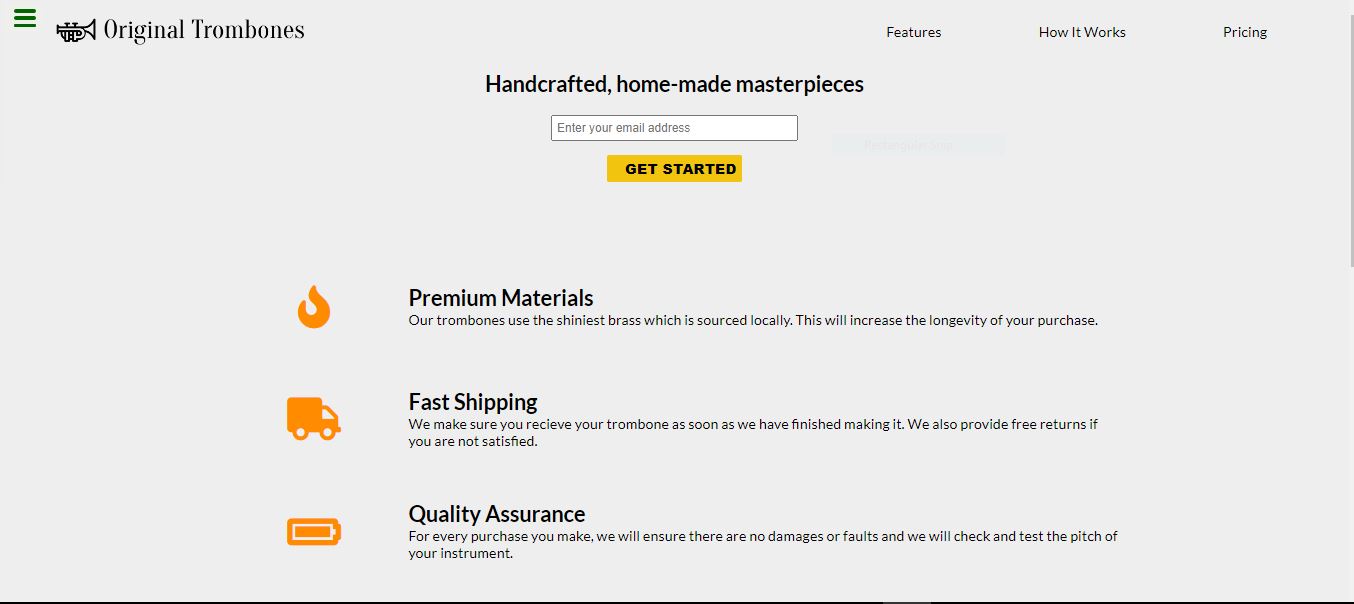 Original Trombones
Features
How It Works
Pricing
Handcrafted, home-made masterpieces
Enter your email address
Rectangular Snip
GET STARTED
Premium Materials
Our trombones use the shiniest brass which is sourced locally. This will increase the longevity of your purchase.
Fast Shipping
We make sure you recieve your trombone as soon as we have finished making it. We also provide free returns if
you are not satisfied.
Quality Assurance
For every purchase you make, we will ensure there are no damages or faults and we will check and test the pitch of
your instrument.